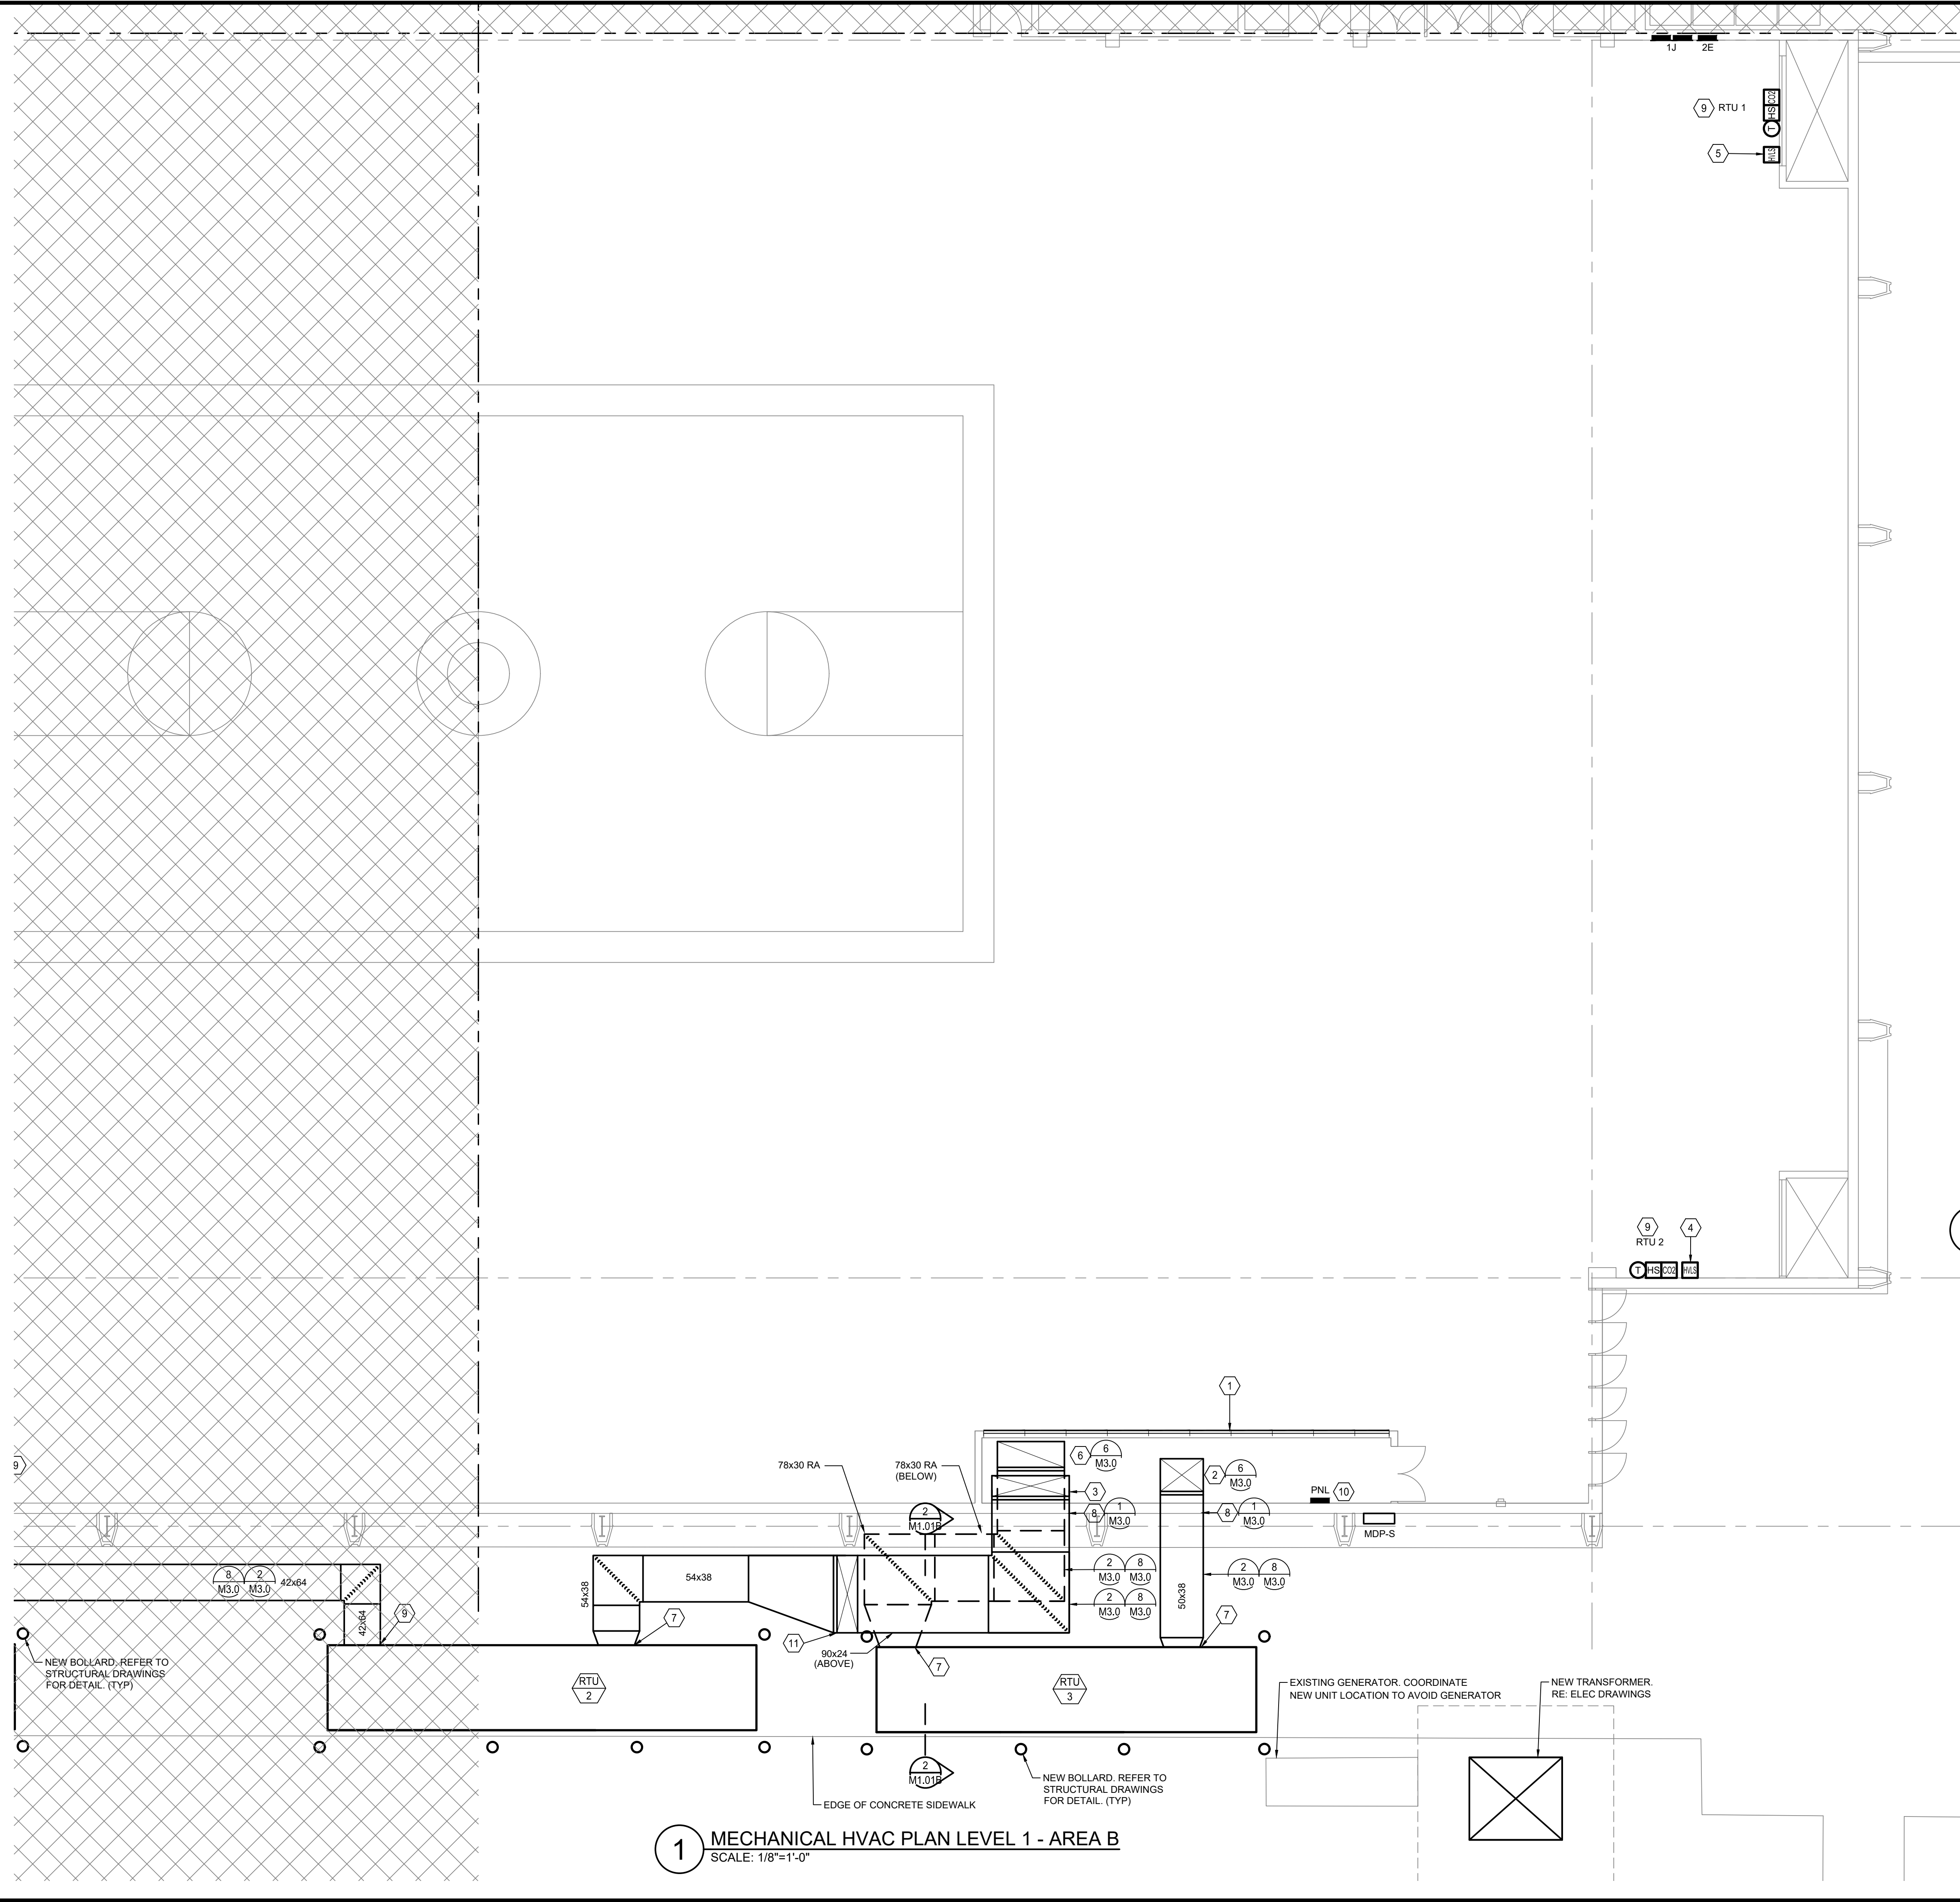 1J 2E
9 RTU 1
CO2
HS
T
5 HVLS
9 4
RTU 2
T HS CO2 HVLS
1
78x30 RA
78x30 RA
(BELOW)
6 6
M3.0
2 6
M3.0
9
3
PNL 10
8 1
M3.0
8 1
M3.0
2
M1.01B
MDP-S
8 2
M3.0 M3.0
42x64
54x38
54x38
2 8
M3.0 M3.0
2 8
M3.0 M3.0
2 8
M3.0 M3.0
50x38
42x64
9
7
11
90x24
(ABOVE)
7
7
NEW BOLLARD. REFER TO
STRUCTURAL DRAWINGS
FOR DETAIL. (TYP)
RTU
2
RTU
3
EXISTING GENERATOR. COORDINATE
NEW UNIT LOCATION TO AVOID GENERATOR
NEW TRANSFORMER.
RE: ELEC DRAWINGS
2
M1.01B
NEW BOLLARD. REFER TO
STRUCTURAL DRAWINGS
FOR DETAIL. (TYP)
EDGE OF CONCRETE SIDEWALK
1 MECHANICAL HVAC PLAN LEVEL 1 - AREA B
SCALE: 1/8"=1'-0"